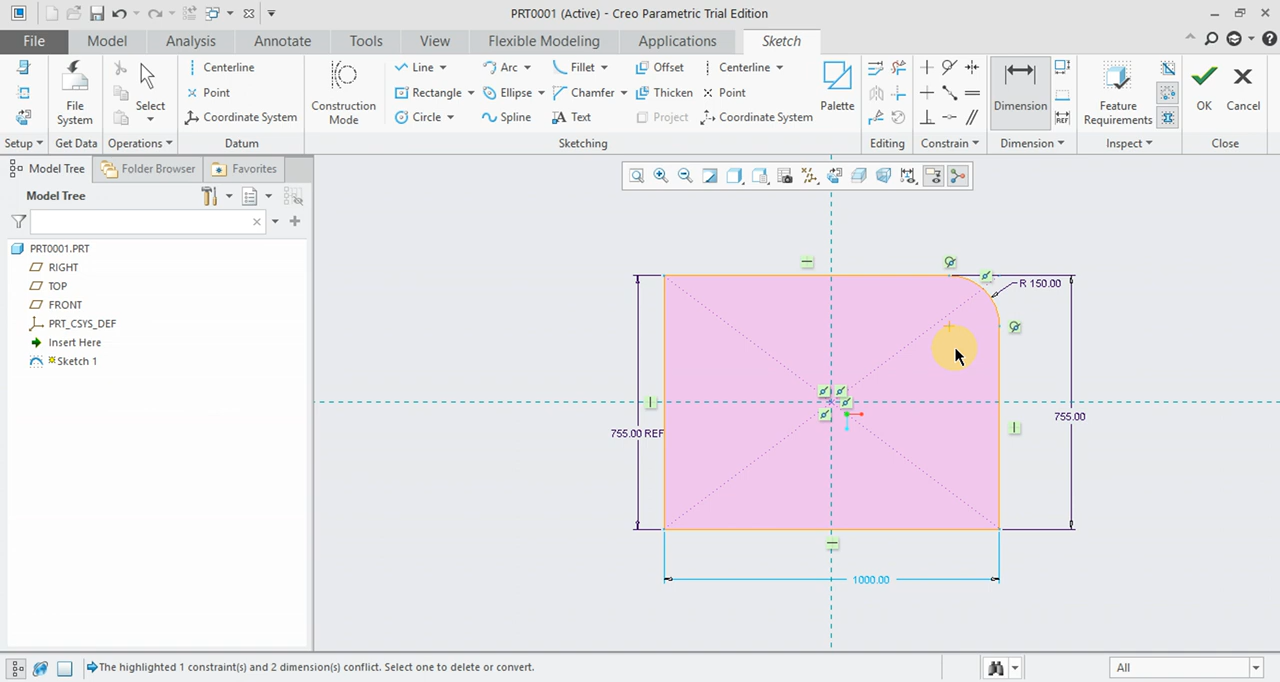 PRT0001 (Active) - Creo Parametric Trial Edition
File Model Analysis Annotate Tools View Flexible Modeling Applications Sketch
Centerline Line Arc Fillet Offset Centerline
Point Rectangle Ellipse Chamfer Thicken Point
Coordinate System Circle Spline Text Project Coordinate System
File System
Select
Construction Mode
Palette
Dimension
Feature Requirements
OK Cancel
Setup Get Data Operations Datum Sketching Editing Constrain Dimension Inspect Close
REF
Model Tree Folder Browser Favorites
Model Tree
PRT0001.PRT
RIGHT
TOP
FRONT
PRT_CSYS_DEF
Insert Here
Sketch 1
R 150.00
755.00
755.00 REF
1000.00
The highlighted 1 constraint(s) and 2 dimension(s) conflict. Select one to delete or convert.
All